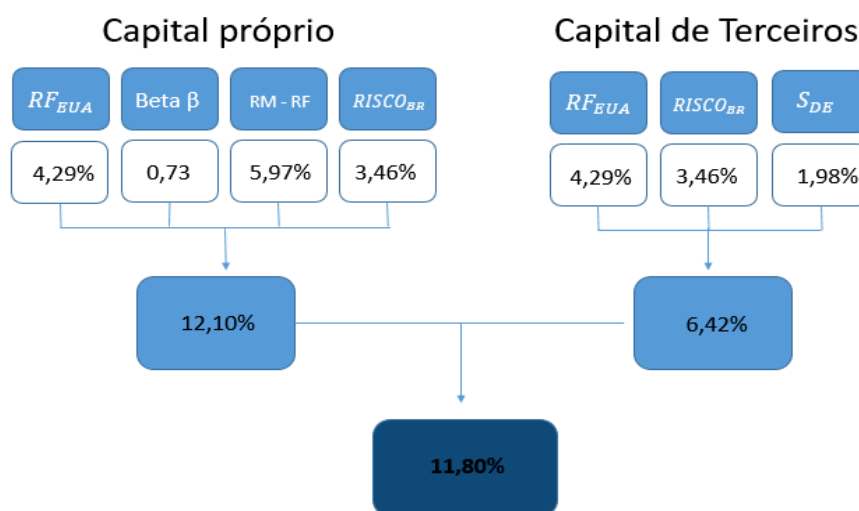 Capital próprio
Capital de Terceiros
RF_EUA Beta β RM - RF RISCO_BR
4,29% 0,73 5,97% 3,46%
RF_EUA RISCO_BR S_DE
4,29% 3,46% 1,98%
12,10%
6,42%
11,80%